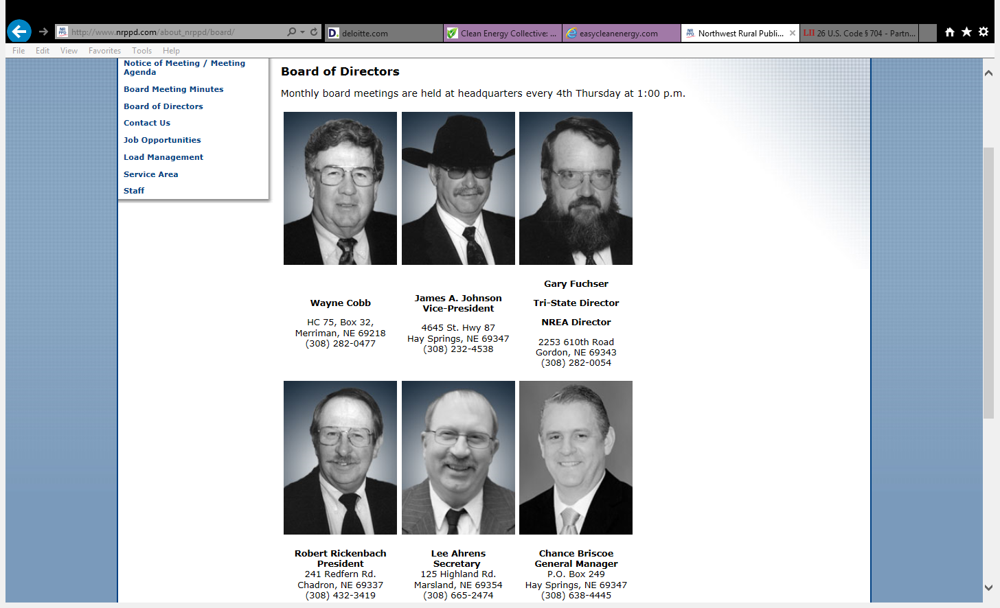 http://www.nrppd.com/about_nrppd/board/
deloitte.com
Clean Energy Collective: ...
easycleanenergy.com
Northwest Rural Publi...
LII 26 U.S. Code § 704 - Partn...
File Edit View Favorites Tools Help
Notice of Meeting / Meeting
Agenda
Board Meeting Minutes
Board of Directors
Contact Us
Job Opportunities
Load Management
Service Area
Staff
Board of Directors
Monthly board meetings are held at headquarters every 4th Thursday at 1:00 p.m.
Wayne Cobb
HC 75, Box 32,
Merriman, NE 69218
(308) 282-0477
James A. Johnson
Vice-President
4645 St. Hwy 87
Hay Springs, NE 69347
(308) 232-4538
Gary Fuchser
Tri-State Director
NREA Director
2253 610th Road
Gordon, NE 69343
(308) 282-0054
Robert Rickenbach
President
241 Redfern Rd.
Chadron, NE 69337
(308) 432-3419
Lee Ahrens
Secretary
125 Highland Rd.
Marsland, NE 69354
(308) 665-2474
Chance Briscoe
General Manager
P.O. Box 249
Hay Springs, NE 69347
(308) 638-4445